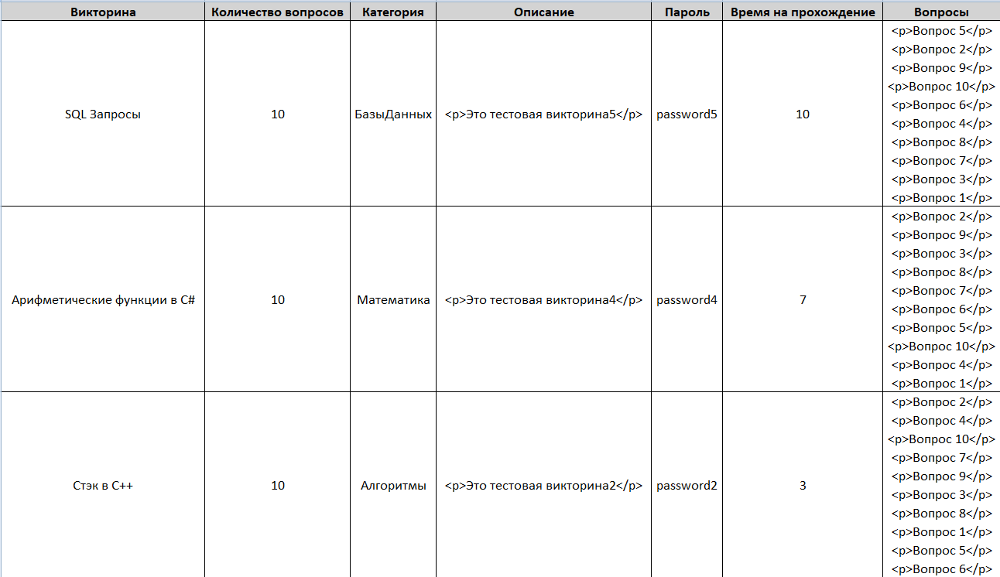 Викторина Количество вопросов Категория Описание Пароль Время на прохождение Вопросы
<p>Вопрос 5</p>
<p>Вопрос 2</p>
<p>Вопрос 9</p>
<p>Вопрос 10</p>
SQL Запросы 10 БазыДанных <p>Это тестовая викторина5</p> password5 10
<p>Вопрос 6</p>
<p>Вопрос 4</p>
<p>Вопрос 8</p>
<p>Вопрос 7</p>
<p>Вопрос 3</p>
<p>Вопрос 1</p>
<p>Вопрос 2</p>
<p>Вопрос 9</p>
<p>Вопрос 3</p>
<p>Вопрос 8</p>
<p>Вопрос 7</p>
Арифметические функции в C# 10 Математика <p>Это тестовая викторина4</p> password4 7
<p>Вопрос 6</p>
<p>Вопрос 5</p>
<p>Вопрос 10</p>
<p>Вопрос 4</p>
<p>Вопрос 1</p>
<p>Вопрос 2</p>
<p>Вопрос 4</p>
<p>Вопрос 10</p>
<p>Вопрос 7</p>
<p>Вопрос 9</p>
Стэк в C++ 10 Алгоритмы <p>Это тестовая викторина2</p> password2 3
<p>Вопрос 3</p>
<p>Вопрос 8</p>
<p>Вопрос 1</p>
<p>Вопрос 5</p>
<p>Вопрос 6</p>